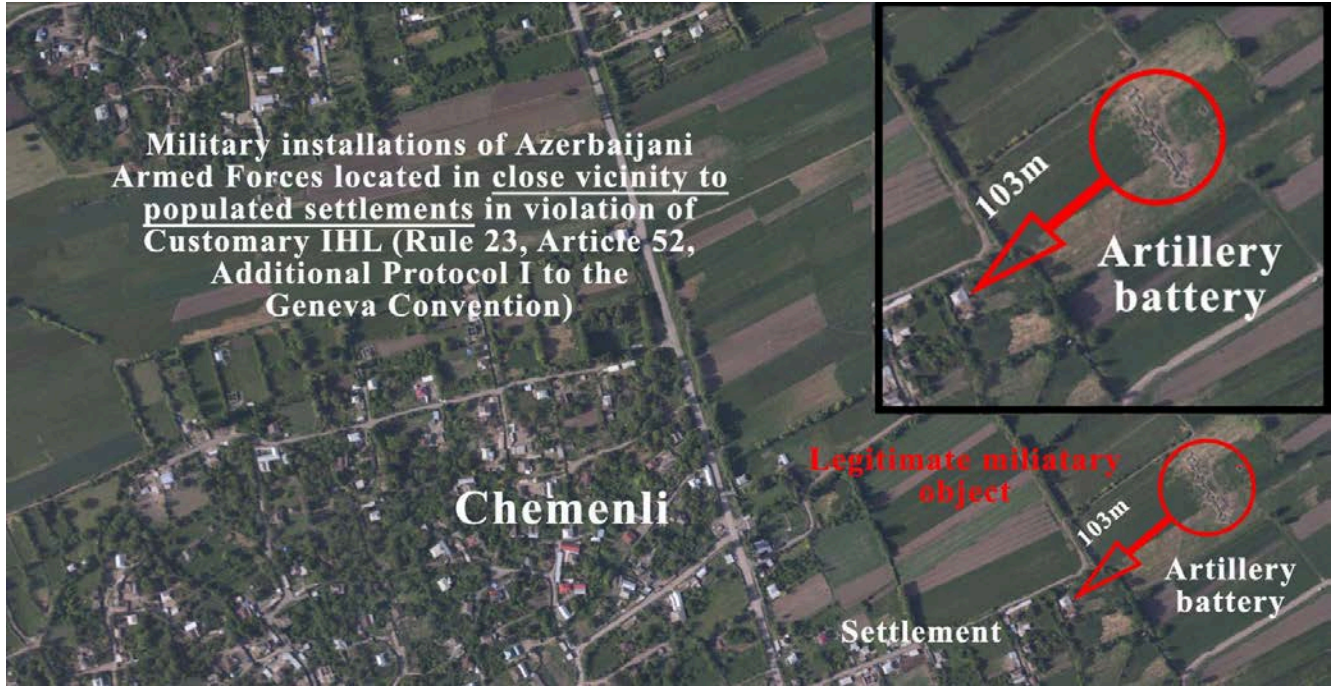 Military installations of Azerbaijani
Armed Forces located in close vicinity to
populated settlements in violation of
Customary IHL (Rule 23, Article 52,
Additional Protocol I to the
Geneva Convention)
103m
Artillery
battery
Chemenli
Legitimate miliatary
object
103m
Artillery
battery
Settlement